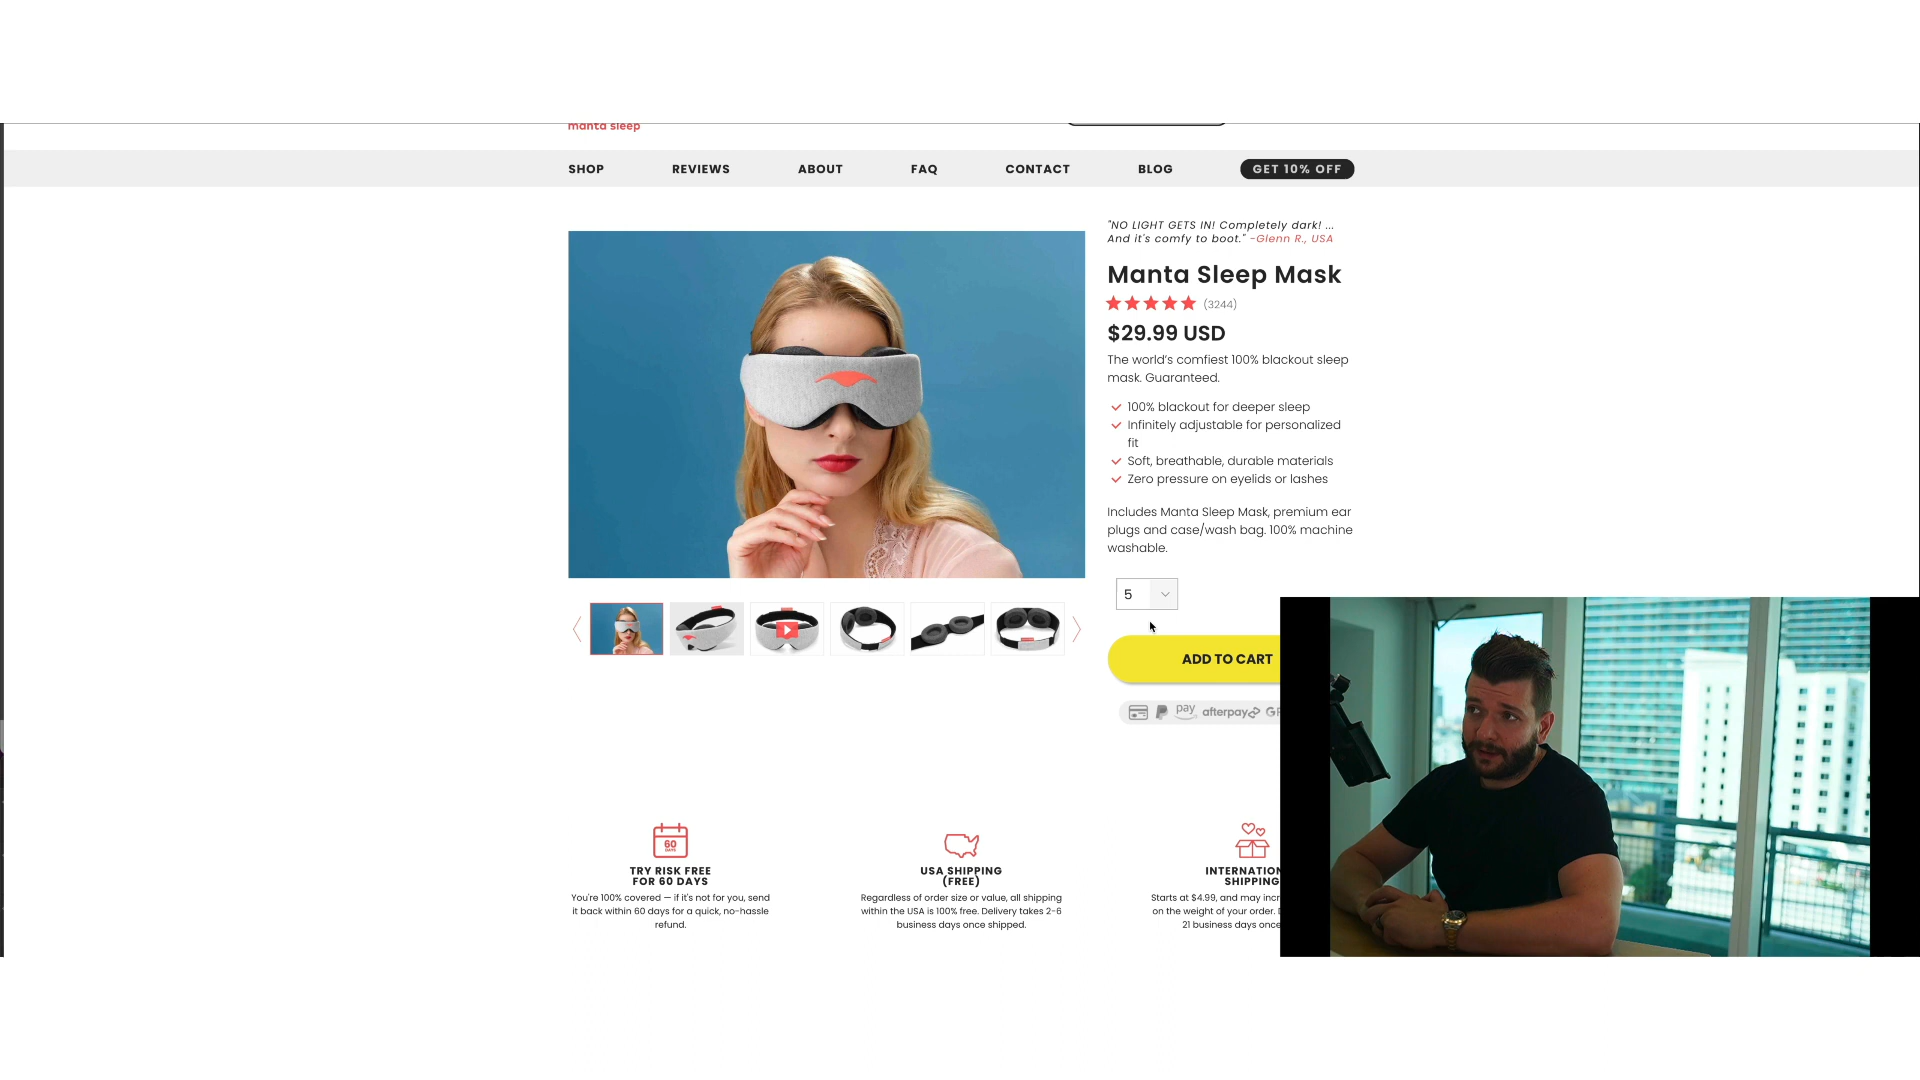 manta sleep
SHOP REVIEWS ABOUT FAQ CONTACT BLOG GET 10% OFF
"NO LIGHT GETS IN! Completely dark! ...
And it's comfy to boot." -Glenn R., USA
Manta Sleep Mask
(3244)
$29.99 USD
The world's comfiest 100% blackout sleep
mask. Guaranteed.
100% blackout for deeper sleep
Infinitely adjustable for personalized
fit
Soft, breathable, durable materials
Zero pressure on eyelids or lashes
Includes Manta Sleep Mask, premium ear
plugs and case/wash bag. 100% machine
washable.
5
ADD TO CART
pay afterpay
60
DAYS
TRY RISK FREE
FOR 60 DAYS
You're 100% covered — if it's not for you, send
it back within 60 days for a quick, no-hassle
refund.
USA SHIPPING
(FREE)
Regardless of order size or value, all shipping
within the USA is 100% free. Delivery takes 2-6
business days once shipped.
INTERNATION
SHIPPING
Starts at $4.99, and may incr
on the weight of your order.
21 business days once